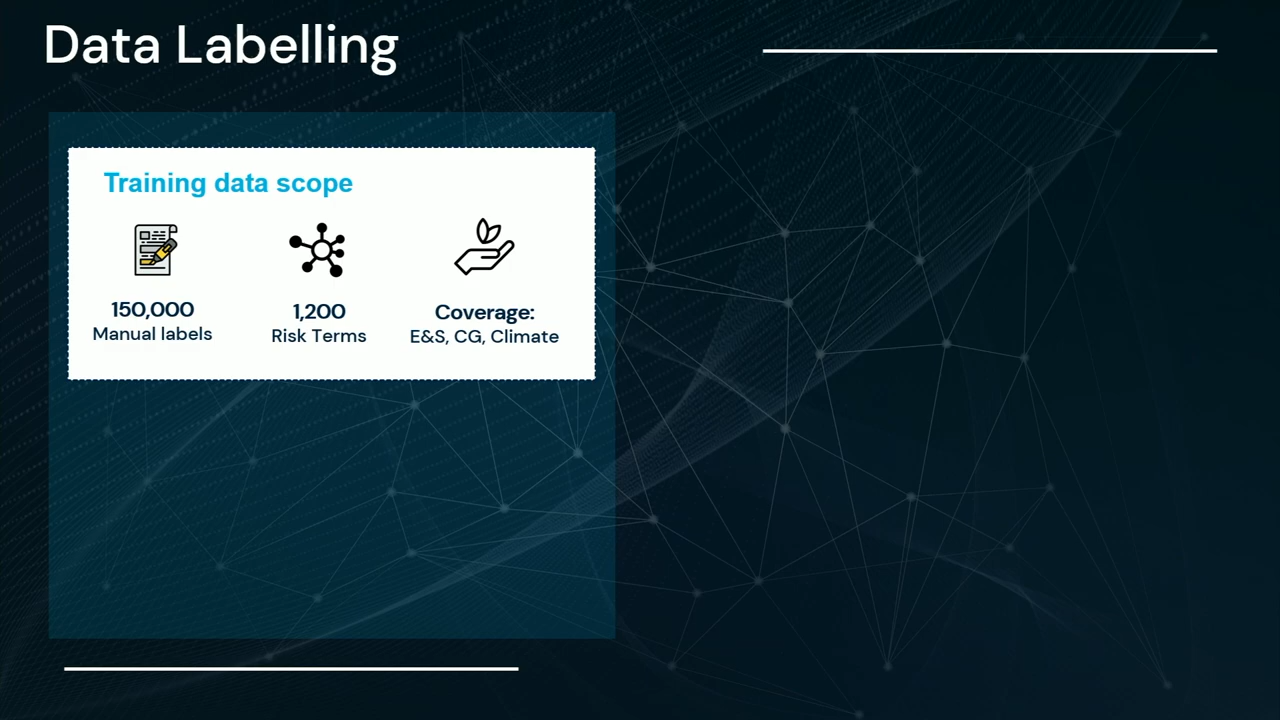 Data Labelling
Training data scope
150,000
Manual labels
1,200
Risk Terms
Coverage:
E&S, CG, Climate